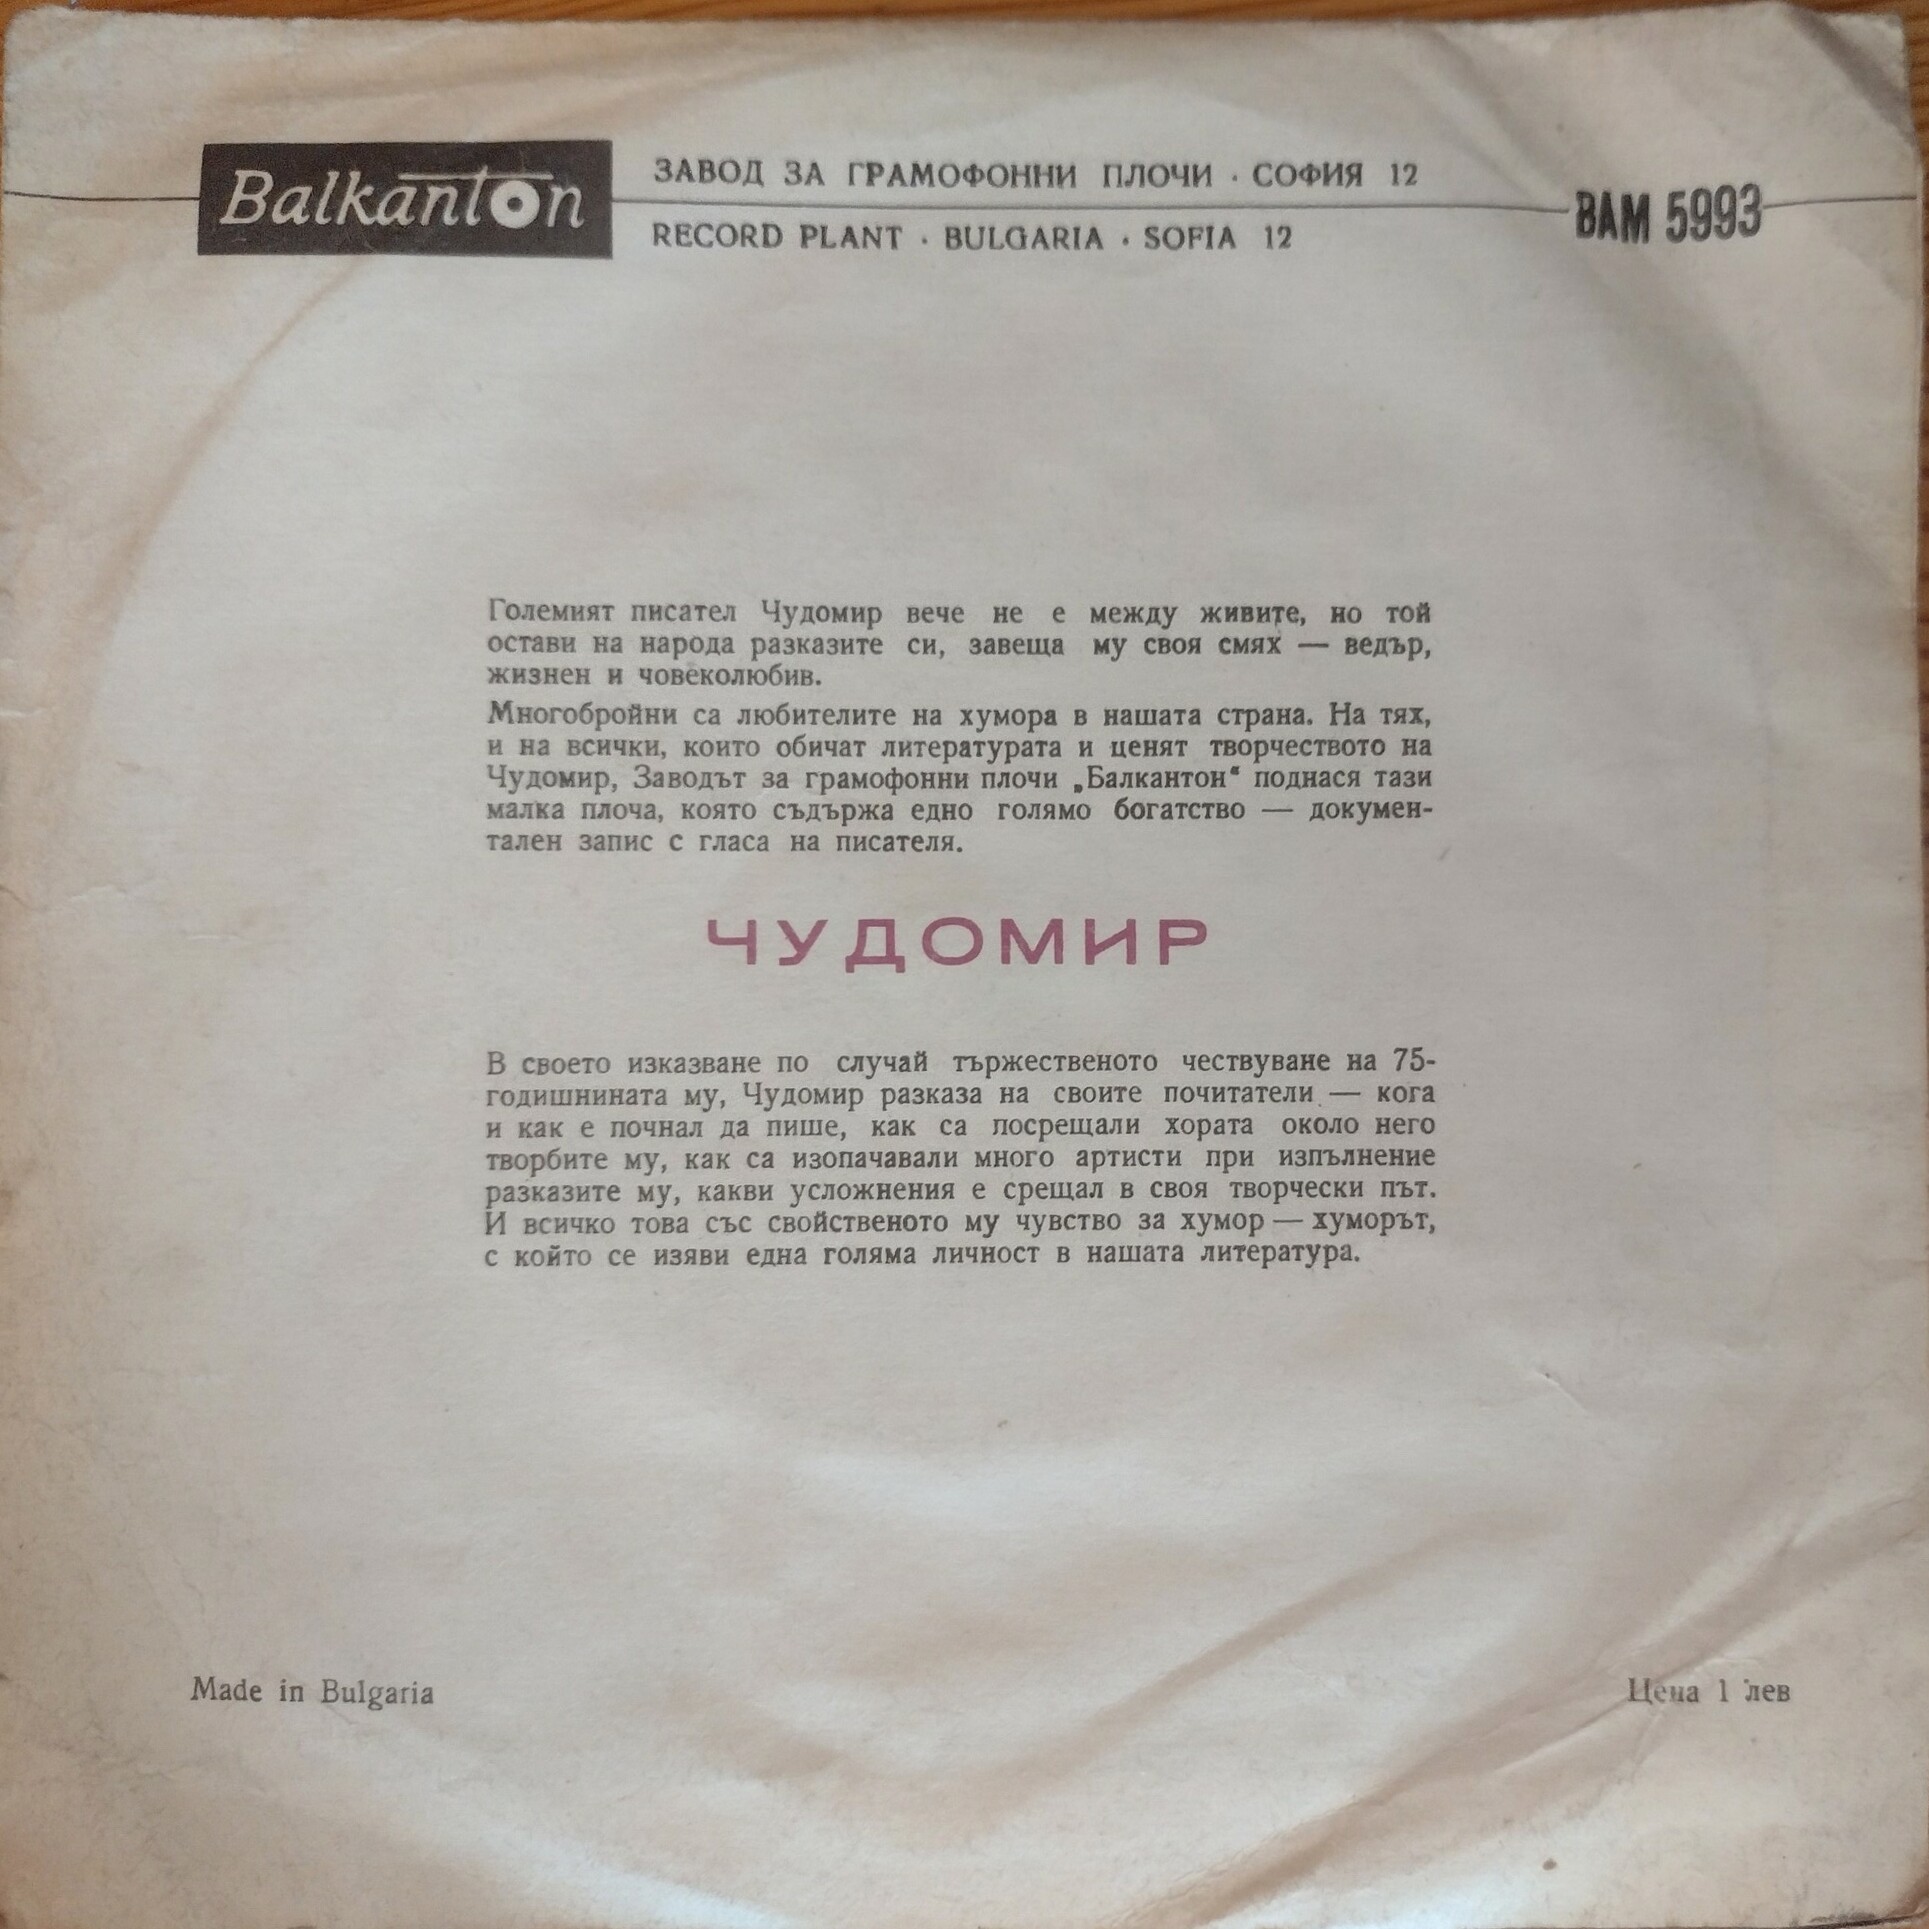 Balkanton
ЗАВОД ЗА ГРАМОФОННИ ПЛОЧИ · СОФИЯ 12
RECORD PLANT · BULGARIA · SOFIA 12
ВАМ 5993
Големият писател Чудомир вече не е между живите, но той
остави на народа разказите си, завеща му своя смях — ведър,
жизнен и човеколюбив.
Многобройни са любителите на хумора в нашата страна. На тях,
и на всички, които обичат литературата и ценят творчеството на
Чудомир, Заводът за грамофонни плочи „Балкантон“ поднася тази
малка плоча, която съдържа едно голямо богатство — докумен-
тален запис с гласа на писателя.
ЧУДОМИР
В своето изказване по случай тържественото чествуване на 75-
годишнината му, Чудомир разказа на своите почитатели — кога
и как е почнал да пише, как са посрещали хората около него
творбите му, как са изопачавали много артисти при изпълнение
разказите му, какви усложнения е срещал в своя творчески път.
И всичко това със свойственото му чувство за хумор — хуморът,
с който се изяви една голяма личност в нашата литература.
Made in Bulgaria
Цена 1 лев